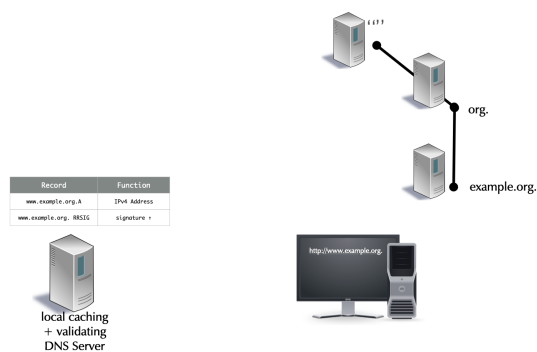 “”
org.
example.org.
Record Function
www.example.org.A IPv4 Address
www.example.org. RRSIG signature ↑
http://www.example.org.
local caching
+ validating
DNS Server